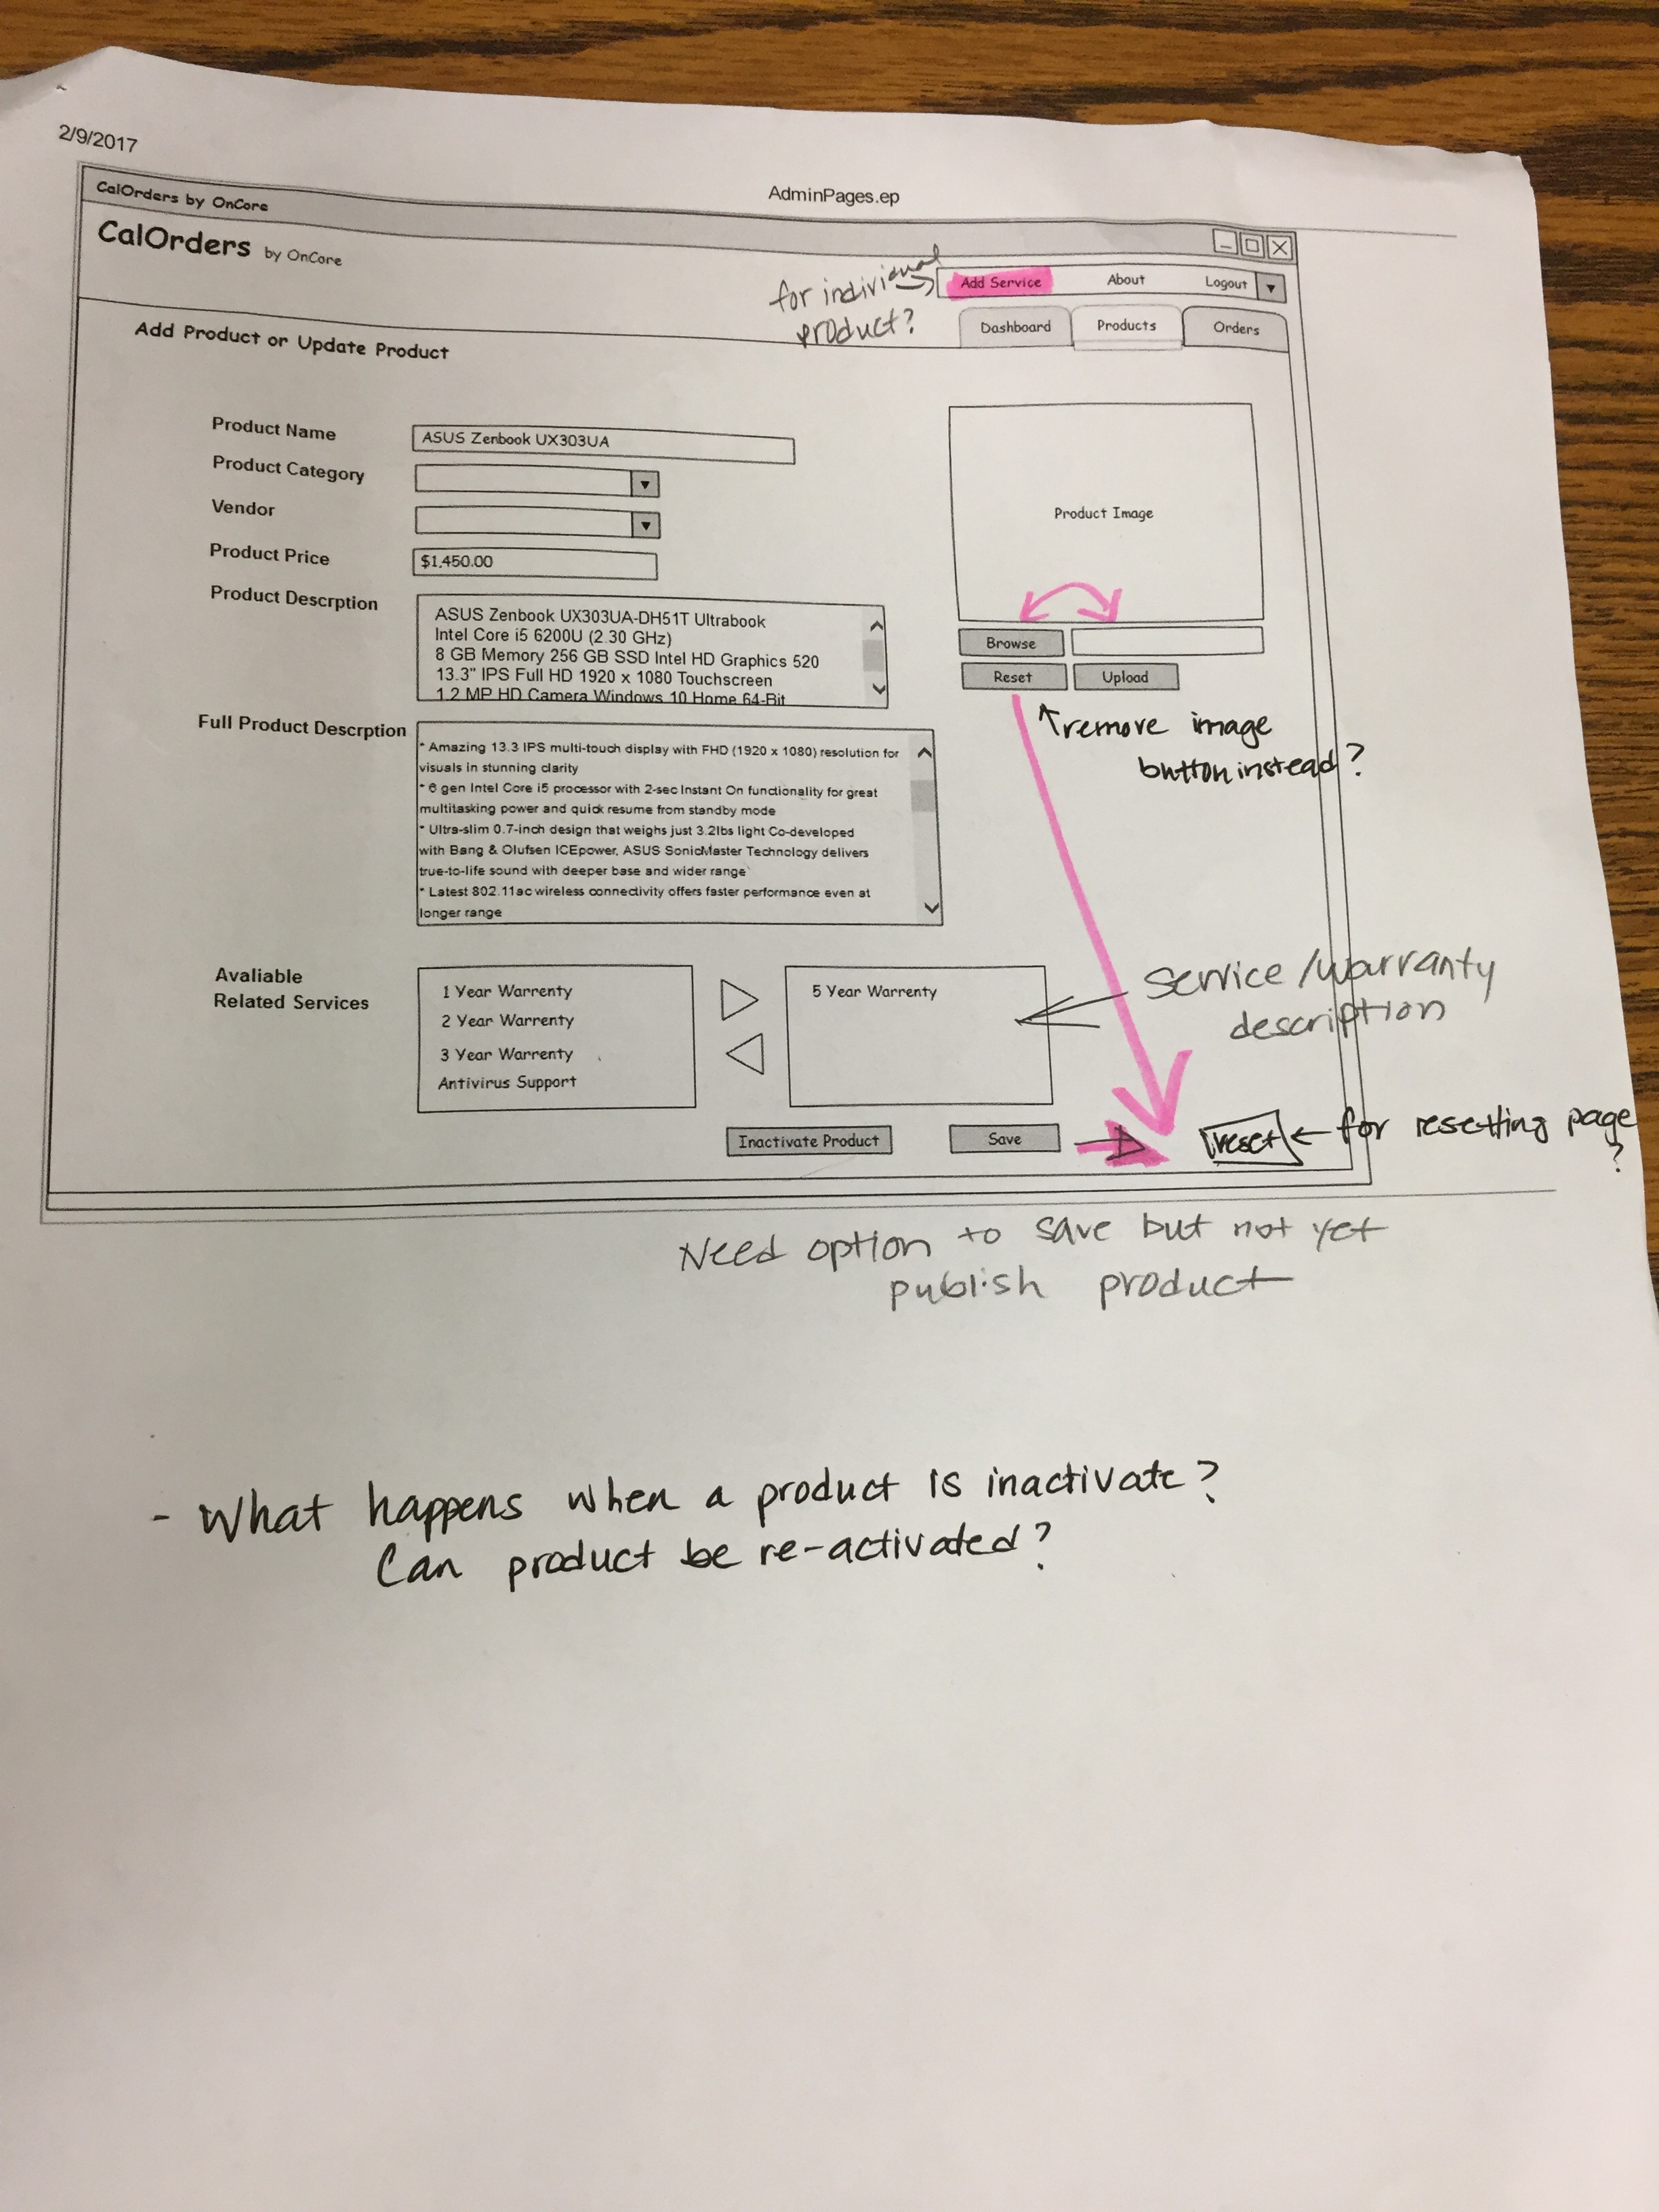 2/9/2017
AdminPages.ep
CalOrders by OnCore
CalOrders by OnCore
for individual
product?
Add Service About Logout
Dashboard Products Orders
Add Product or Update Product
Product Name ASUS Zenbook UX303UA
Product Category
Vendor
Product Price $1,450.00
Product Descrption
ASUS Zenbook UX303UA-DH51T Ultrabook
Intel Core i5 6200U (2.30 GHz)
8 GB Memory 256 GB SSD Intel HD Graphics 520
13.3" IPS Full HD 1920 x 1080 Touchscreen
1.2 MP HD Camera Windows 10 Home 64-Bit
Product Image
Browse
Reset Upload
remove image
button instead?
Full Product Descrption
* Amazing 13.3 IPS multi-touch display with FHD (1920 x 1080) resolution for
visuals in stunning clarity
* 6 gen Intel Core i5 processor with 2-sec Instant On functionality for great
multitasking power and quick resume from standby mode
* Ultra-slim 0.7-inch design that weighs just 3.2lbs light Co-developed
with Bang & Olufsen ICEpower, ASUS SonicMaster Technology delivers
true-to-life sound with deeper base and wider range
* Latest 802.11ac wireless connectivity offers faster performance even at
longer range
Avaliable
Related Services
1 Year Warrenty
2 Year Warrenty
3 Year Warrenty
Antivirus Support
5 Year Warrenty
service/warranty
description
Inactivate Product Save reset for resetting page
?
Need option to save but not yet
publish product
- What happens when a product is inactivate?
Can product be re-activated?